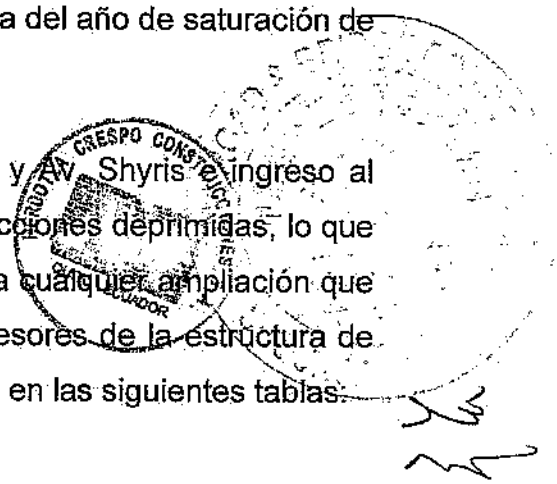 a del año de saturación de
y Av. Shyris ingreso al
cciones deprimidas, lo que
a cualquier ampliación que
esores de la estructura de
en las siguientes tablas.
CRESPO CONSTRUCCIONES
ECUADOR